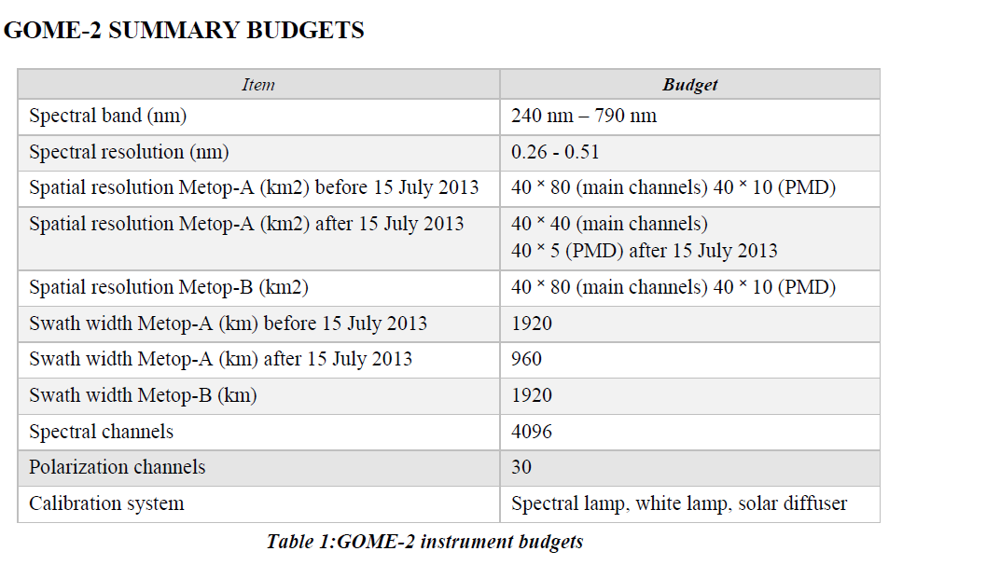 GOME-2 SUMMARY BUDGETS
Item Budget
Spectral band (nm) 240 nm – 790 nm
Spectral resolution (nm) 0.26 - 0.51
Spatial resolution Metop-A (km2) before 15 July 2013 40 × 80 (main channels) 40 × 10 (PMD)
Spatial resolution Metop-A (km2) after 15 July 2013 40 × 40 (main channels)
40 × 5 (PMD) after 15 July 2013
Spatial resolution Metop-B (km2) 40 × 80 (main channels) 40 × 10 (PMD)
Swath width Metop-A (km) before 15 July 2013 1920
Swath width Metop-A (km) after 15 July 2013 960
Swath width Metop-B (km) 1920
Spectral channels 4096
Polarization channels 30
Calibration system Spectral lamp, white lamp, solar diffuser
Table 1:GOME-2 instrument budgets